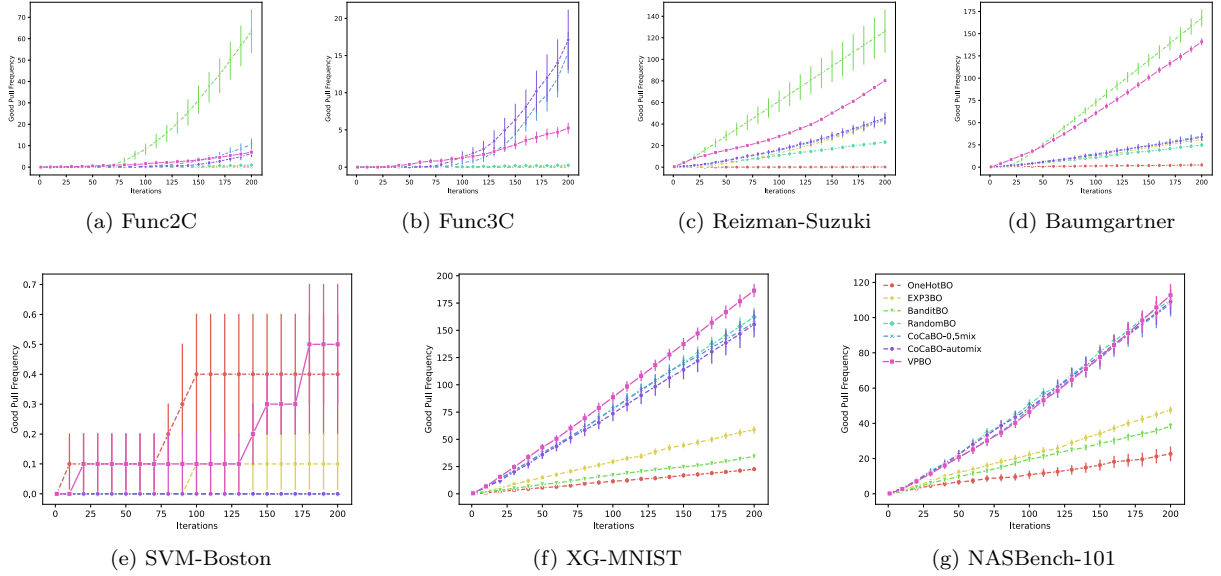 70
60
50
40
30
20
10
0
Good Pull Frequency
0 25 50 75 100 125 150 175 200
Iterations
(a) Func2C
20
15
10
5
0
Good Pull Frequency
0 25 50 75 100 125 150 175 200
Iterations
(b) Func3C
140
120
100
80
60
40
20
0
Good Pull Frequency
0 25 50 75 100 125 150 175 200
Iterations
(c) Reizman-Suzuki
175
150
125
100
75
50
25
0
Good Pull Frequency
0 25 50 75 100 125 150 175 200
Iterations
(d) Baumgartner
0,7
0,6
0,5
0,4
0,3
0,2
0,1
0,0
Good Pull Frequency
0 25 50 75 100 125 150 175 200
Iterations
(e) SVM-Boston
200
175
150
125
100
75
50
25
0
Good Pull Frequency
0 25 50 75 100 125 150 175 200
Iterations
(f) XG-MNIST
120
100
80
60
40
20
0
Good Pull Frequency
OneHotBO
EXP3BO
BanditBO
RandomBO
CoCaBO-0,5mix
CoCaBO-automix
VPBO
0 25 50 75 100 125 150 175 200
Iterations
(g) NASBench-101